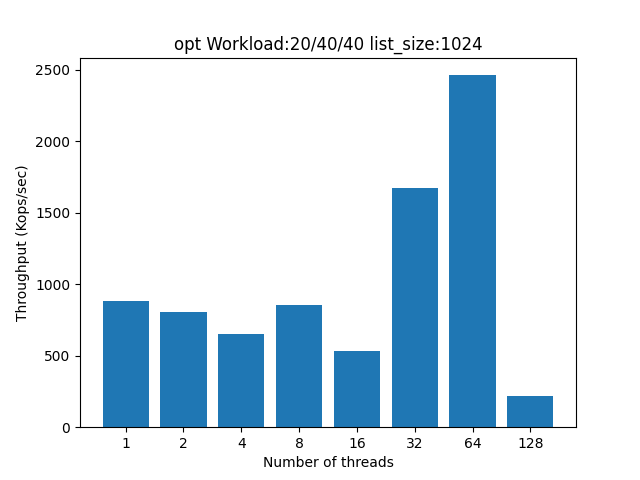 opt Workload:20/40/40 list_size:1024
Throughput (Kops/sec)
2500
2000
1500
1000
500
0
1 2 4 8 16 32 64 128
Number of threads